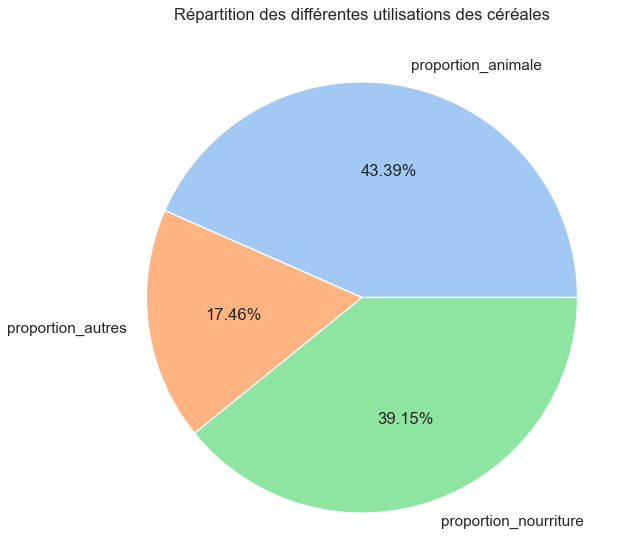 Répartition des différentes utilisations des céréales
proportion_animale
43.39%
17.46%
proportion_autres
39.15%
proportion_nourriture